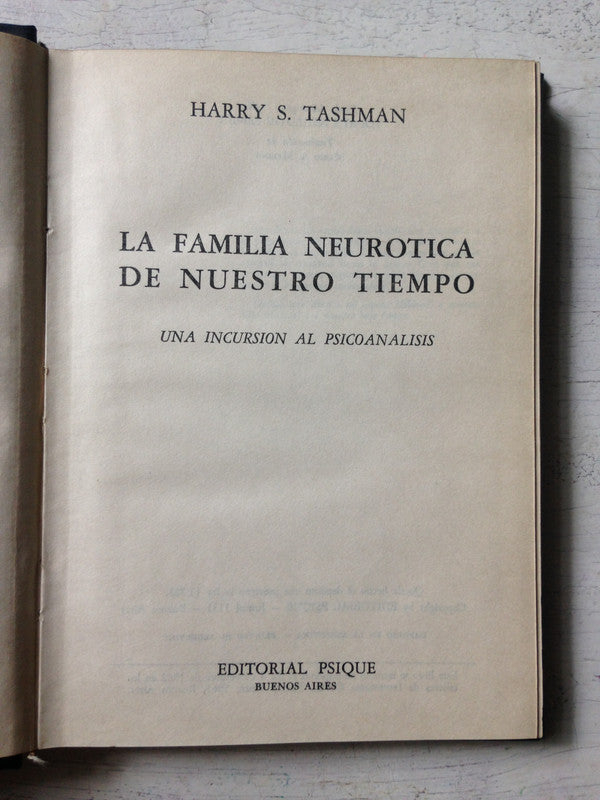 HARRY S. TASHMAN
LA FAMILIA NEUROTICA
DE NUESTRO TIEMPO
UNA INCURSION AL PSICOANALISIS
EDITORIAL PSIQUE
BUENOS AIRES